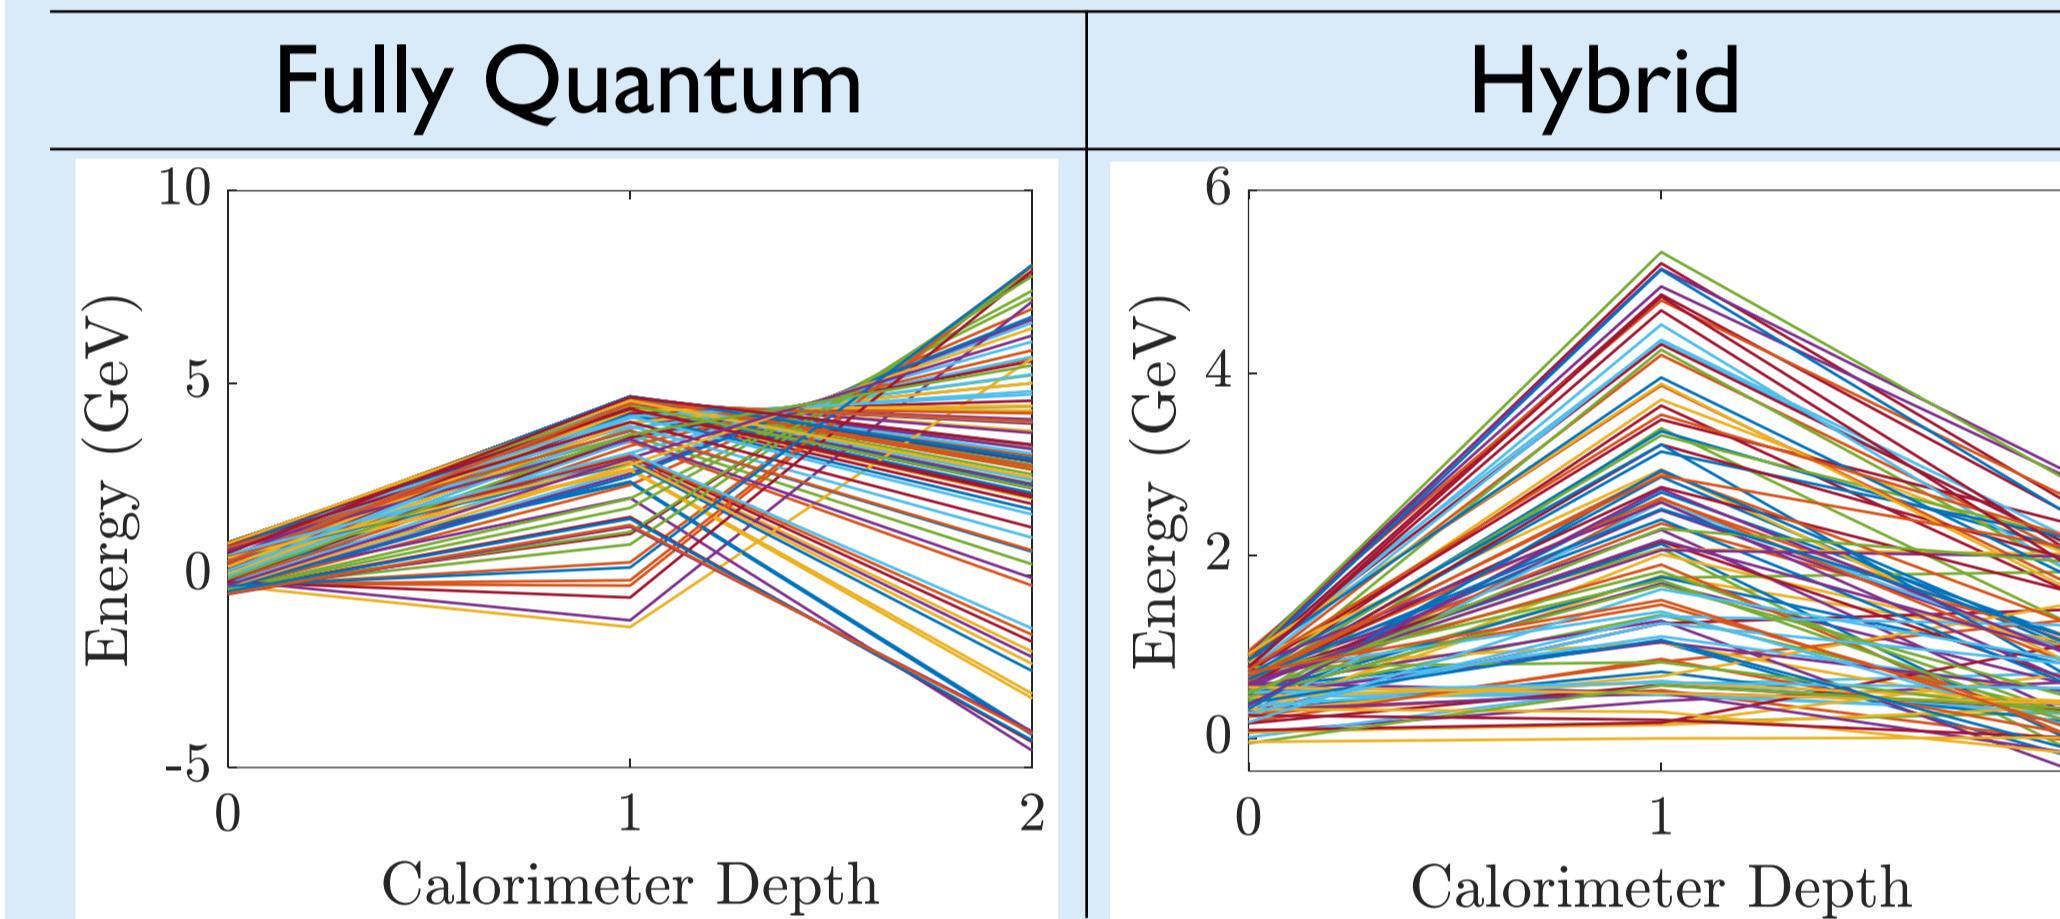 Fully Quantum
Hybrid
10
5
0
-5
Energy (GeV)
0 1 2
Calorimeter Depth
6
4
2
0
Energy (GeV)
0 1
Calorimeter Depth